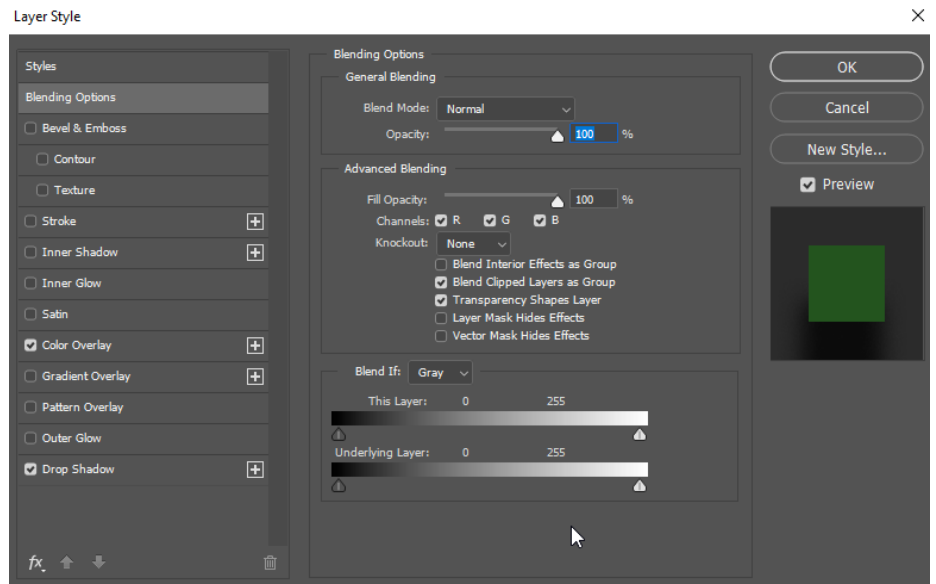 Layer Style
Styles
Blending Options
Bevel & Emboss
Contour
Texture
Stroke
Inner Shadow
Inner Glow
Satin
Color Overlay
Gradient Overlay
Pattern Overlay
Outer Glow
Drop Shadow
fx
Blending Options
General Blending
Blend Mode: Normal
Opacity: 100 %
Advanced Blending
Fill Opacity: 100 %
Channels: R G B
Knockout: None
Blend Interior Effects as Group
Blend Clipped Layers as Group
Transparency Shapes Layer
Layer Mask Hides Effects
Vector Mask Hides Effects
Blend If: Gray
This Layer: 0 255
Underlying Layer: 0 255
OK
Cancel
New Style...
Preview